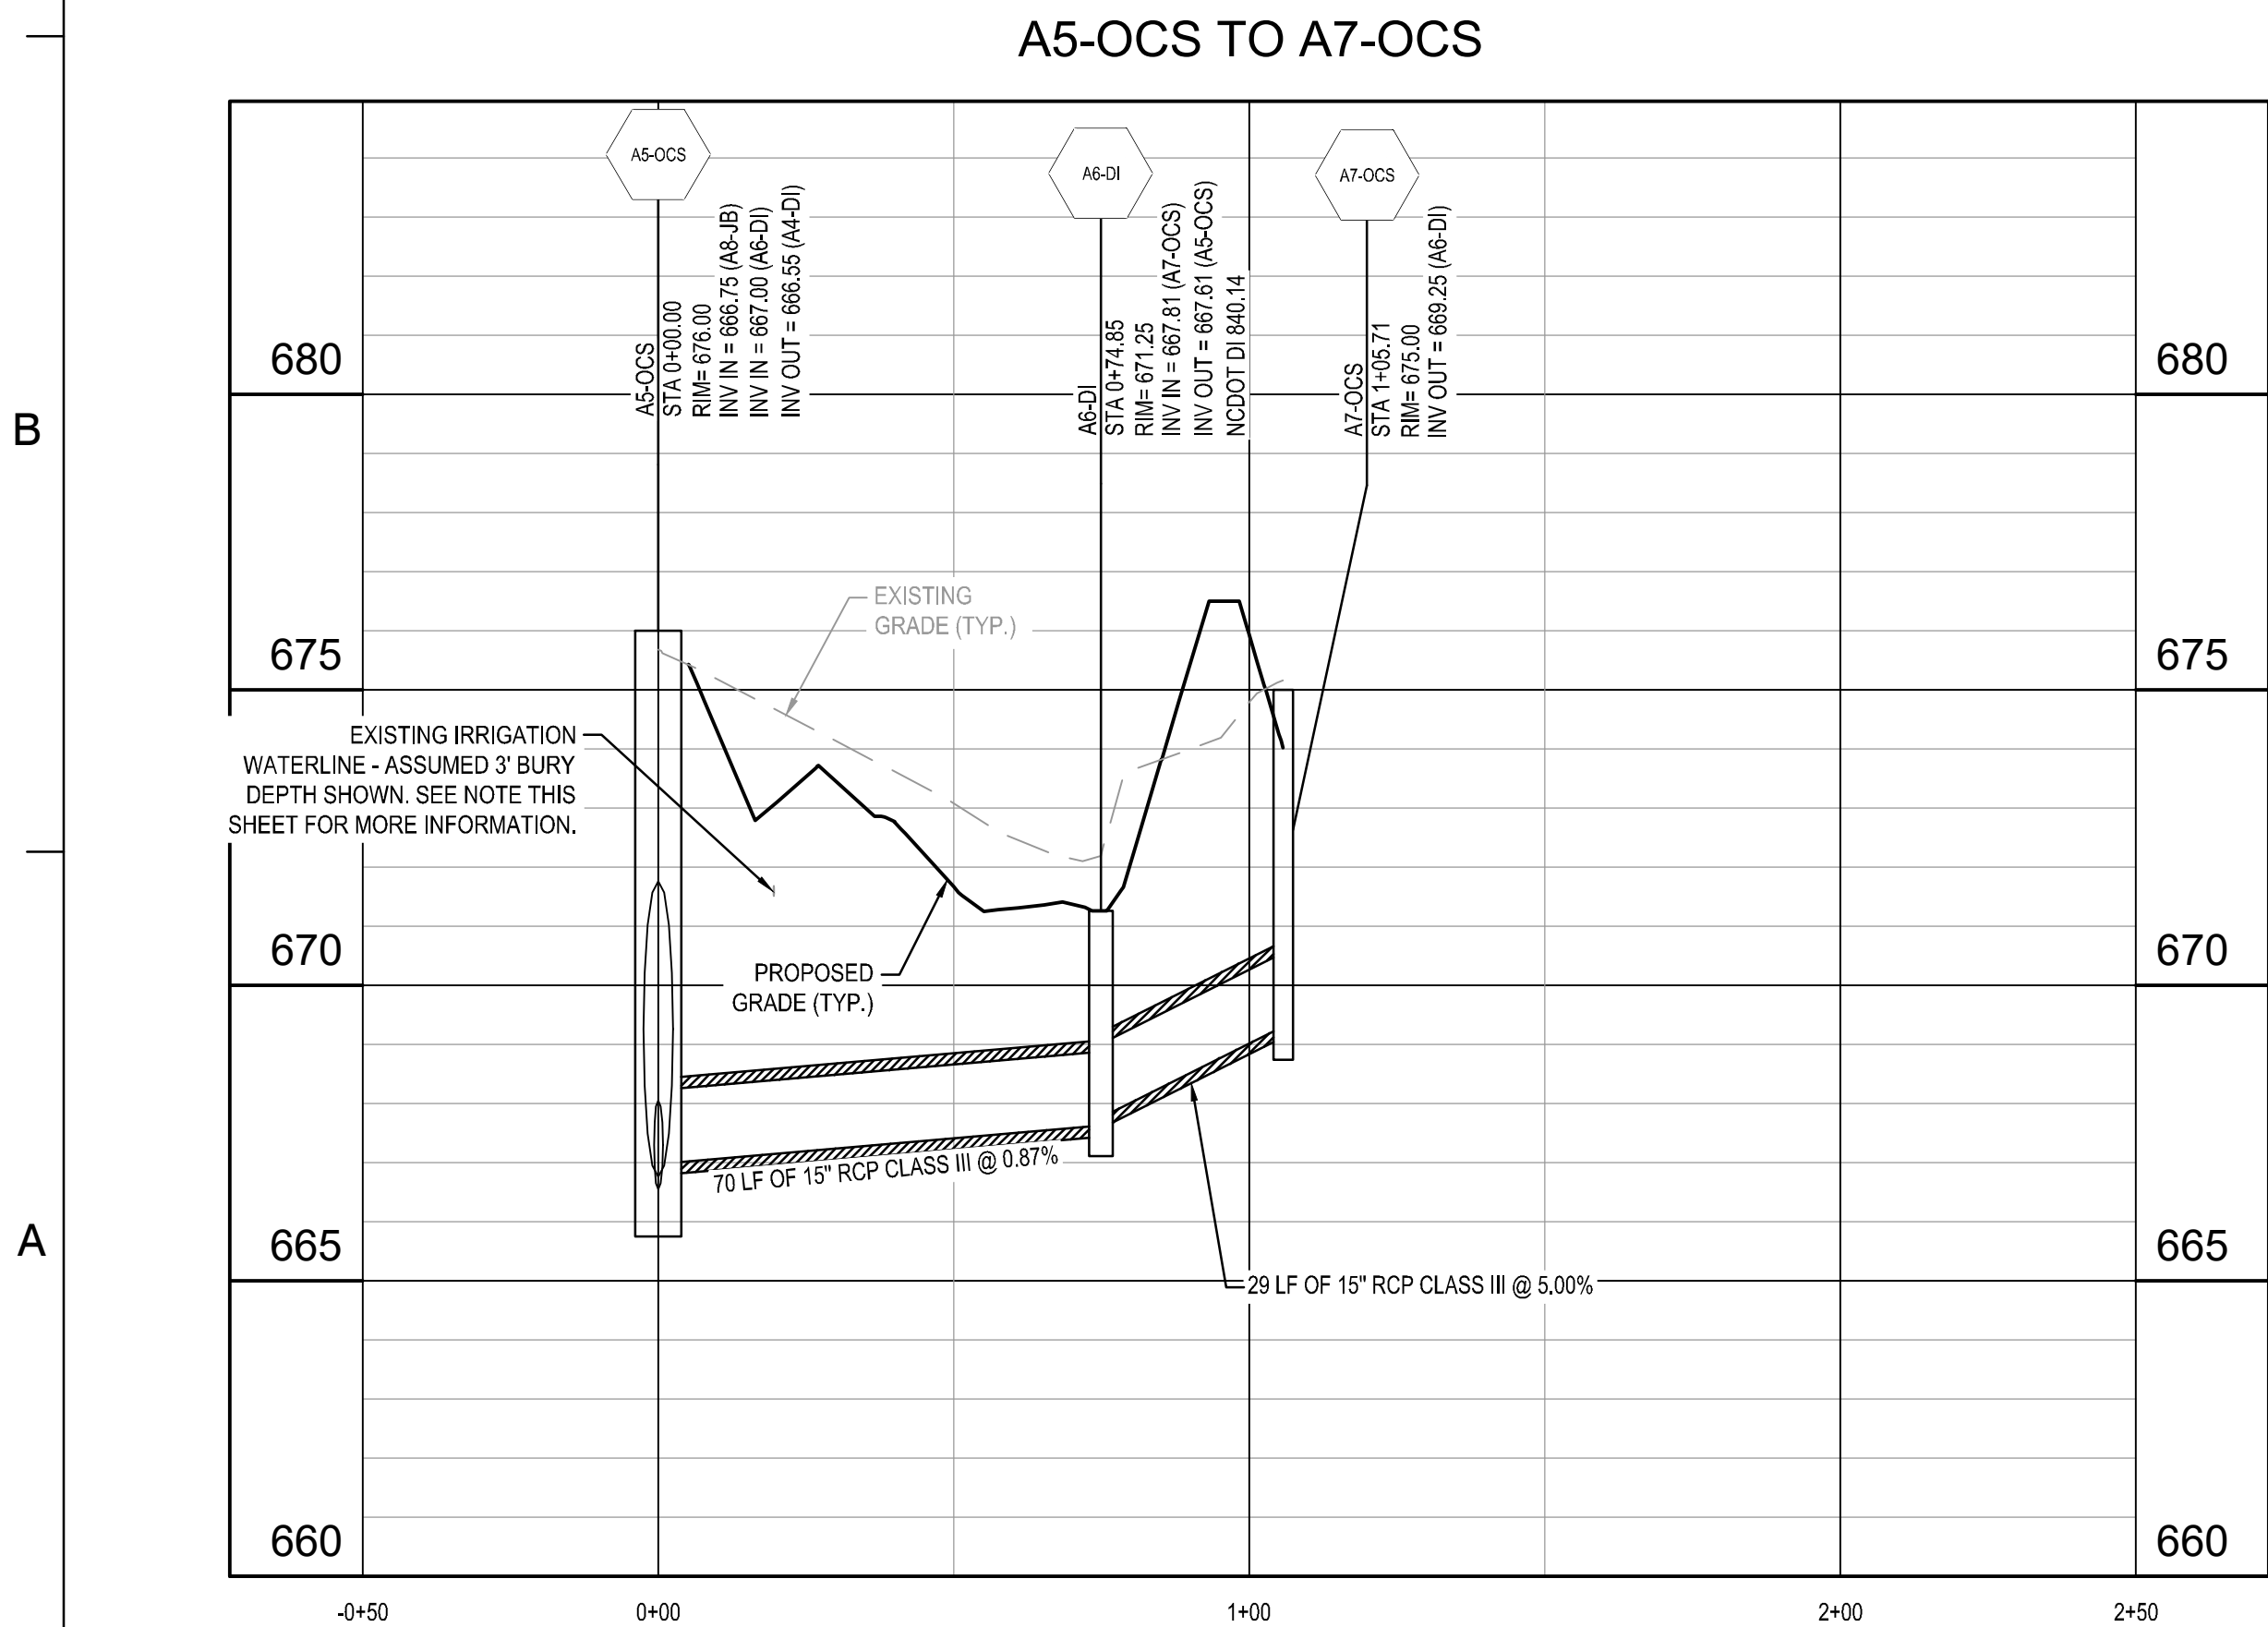 A5-OCS TO A7-OCS
A5-OCS
A6-DI
A7-OCS
A5-OCS
STA 0+00.00
RIM= 676.00
INV IN = 666.75 (A8-JB)
INV IN = 667.00 (A6-DI)
INV OUT = 666.55 (A4-DI)
A6-DI
STA 0+74.85
RIM= 671.25
INV IN = 667.81 (A7-OCS)
INV OUT = 667.61 (A5-OCS)
NCDOT DI 840.14
A7-OCS
STA 1+05.71
RIM= 675.00
INV OUT = 669.25 (A6-DI)
680
680
B
EXISTING
GRADE (TYP.)
675
675
EXISTING IRRIGATION
WATERLINE - ASSUMED 3' BURY
DEPTH SHOWN. SEE NOTE THIS
SHEET FOR MORE INFORMATION.
670
670
PROPOSED
GRADE (TYP.)
70 LF OF 15" RCP CLASS III @ 0.87%
A
665
665
29 LF OF 15" RCP CLASS III @ 5.00%
660
660
-0+50
0+00
1+00
2+00
2+50